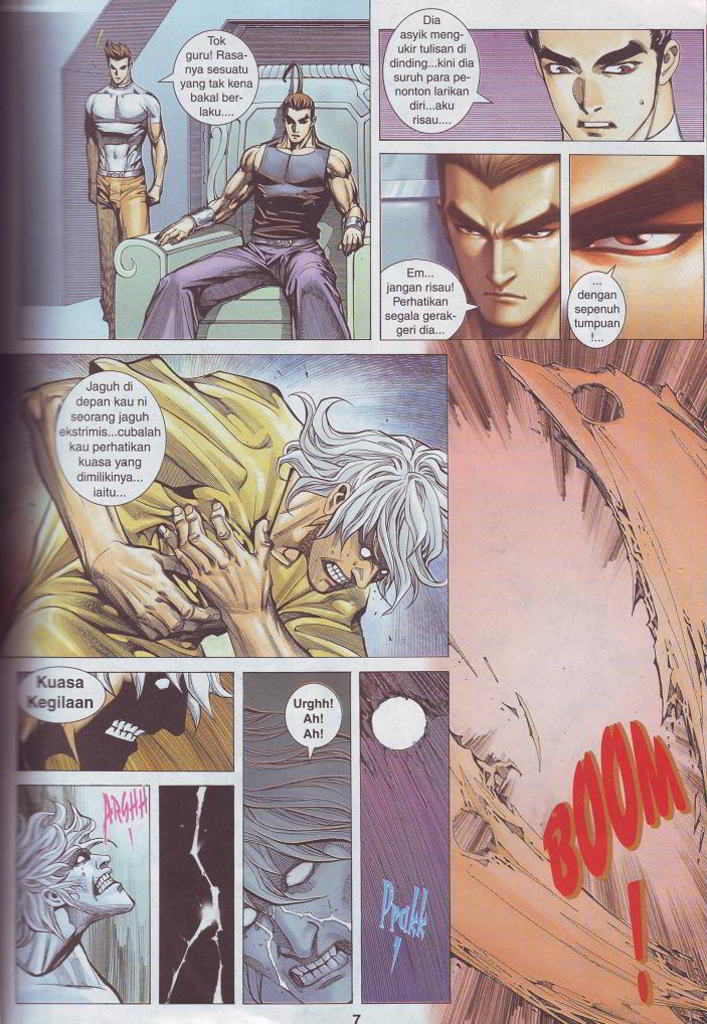 Tok
guru! Rasa-
nya sesuatu
yang tak kena
bakal ber-
laku....
Dia
asyik meng-
ukir tulisan di
dinding...kini dia
suruh para pe-
nonton larikan
diri...aku
risau....
Em...
jangan risau!
Perhatikan
segala gerak-
geri dia...
...
dengan
sepenuh
tumpuan
!...
Jaguh di
depan kau ni
seorang jaguh
ekstrimis...cubalah
kau perhatikan
kuasa yang
dimilikinya...
iaitu...
Kuasa
Kegilaan
ARGHH
!
Urghh!
Ah!
Ah!
Prakk
!
BOOM
!
7